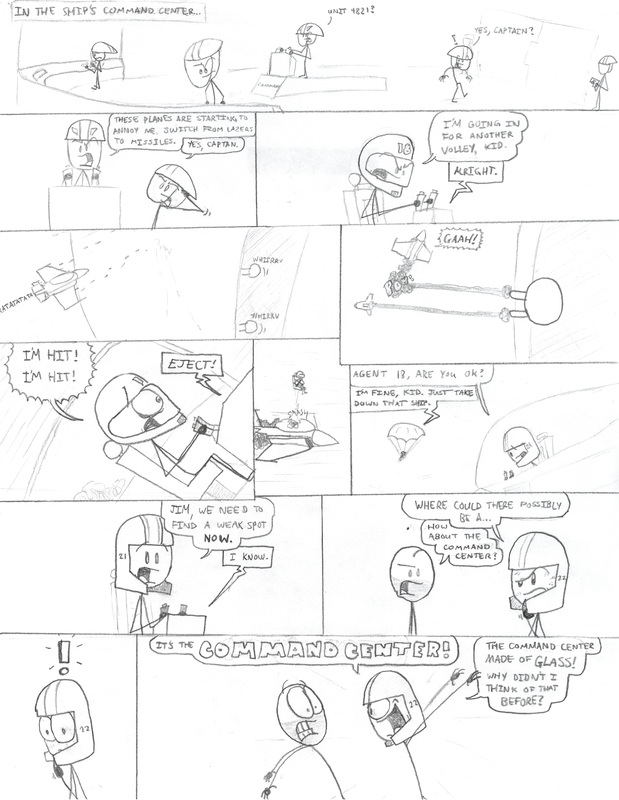 IN THE SHIP'S COMMAND CENTER...
UNIT 4221?
!
YES, CAPTAIN?
THESE PLANES ARE STARTING TO
ANNOY ME. SWITCH FROM LAZERS
TO MISSILES.
YES, CAPTAN.
I'M GOING IN
FOR ANOTHER
VOLLEY, KID.
ALRIGHT.
18
RATATATATATA
WHIRRV
WHIRRV
GAAH!
BOOM
I'M HIT!
I'M HIT!
EJECT!
AGENT 18, ARE YOU OK?
I'M FINE, KID. JUST TAKE
DOWN THAT SHIP.
JIM, WE NEED TO
FIND A WEAK SPOT
NOW.
I KNOW.
21
WHERE COULD THERE POSSIBLY
BE A...
HOW
ABOUT THE
COMMAND
CENTER?
22
!
22
IT'S THE COMMAND CENTER!
THE COMMAND CENTER
MADE OF GLASS!
WHY DIDN'T I
THINK OF THAT
BEFORE?
22